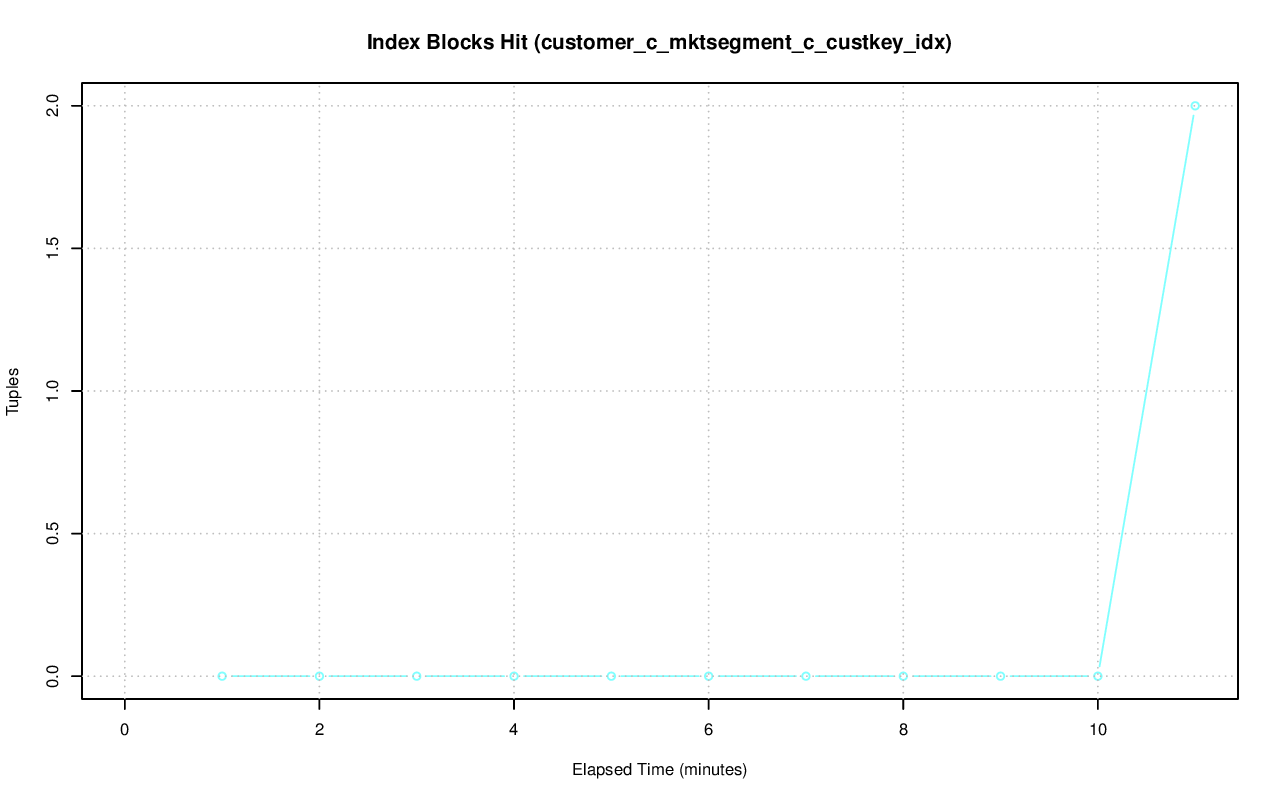 Index Blocks Hit (customer_c_mktsegment_c_custkey_idx)
2.0
1.5
1.0
0.5
0.0
Tuples
0 2 4 6 8 10
Elapsed Time (minutes)